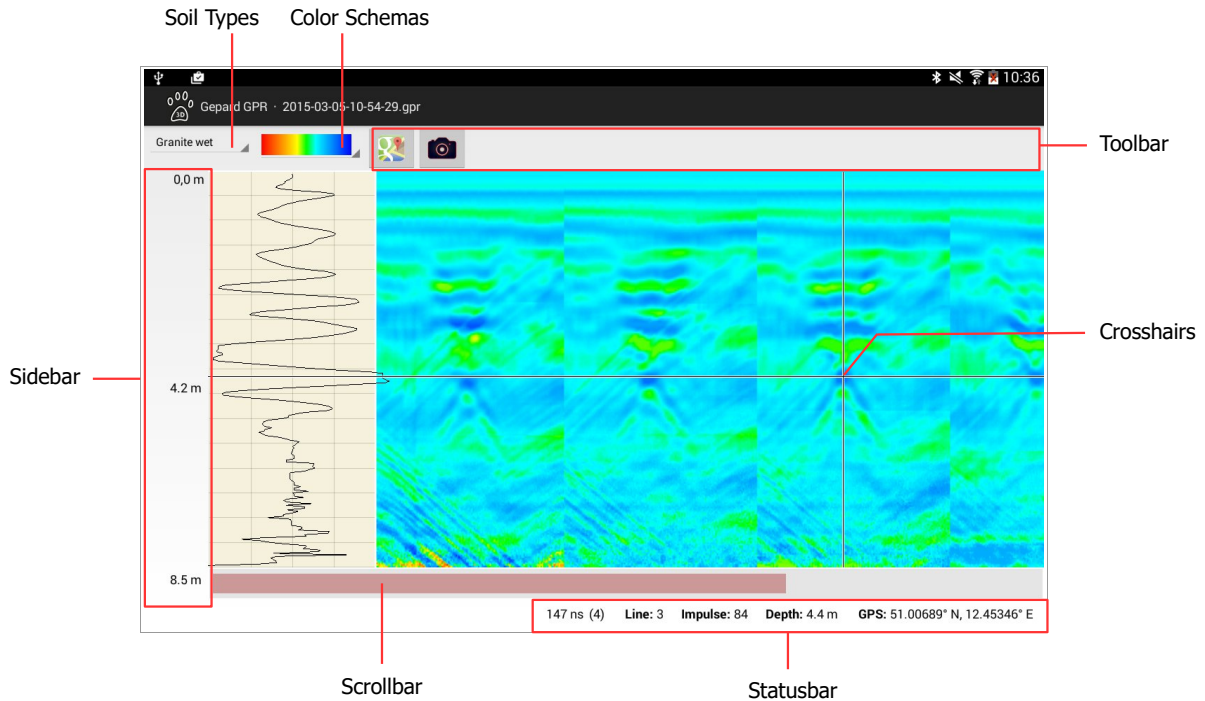 Soil Types
Color Schemas
10:36
3D
Gepard GPR · 2015-03-05-10-54-29.gpr
Granite wet
Toolbar
0,0 m
Crosshairs
Sidebar
4.2 m
8.5 m
147 ns (4) Line: 3 Impulse: 84 Depth: 4.4 m GPS: 51.00689° N, 12.45346° E
Scrollbar
Statusbar